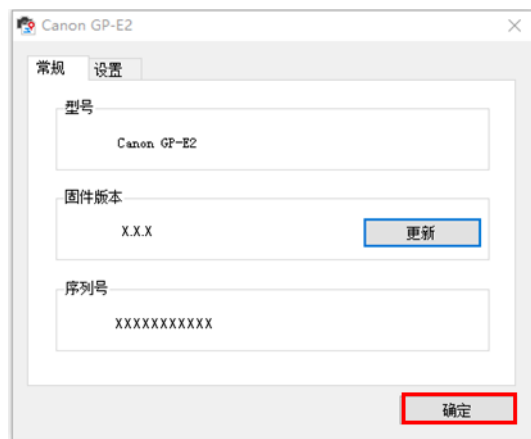 Canon GP-E2
常规 设置
型号
Canon GP-E2
固件版本
X.X.X 更新
序列号
XXXXXXXXXXX
确定